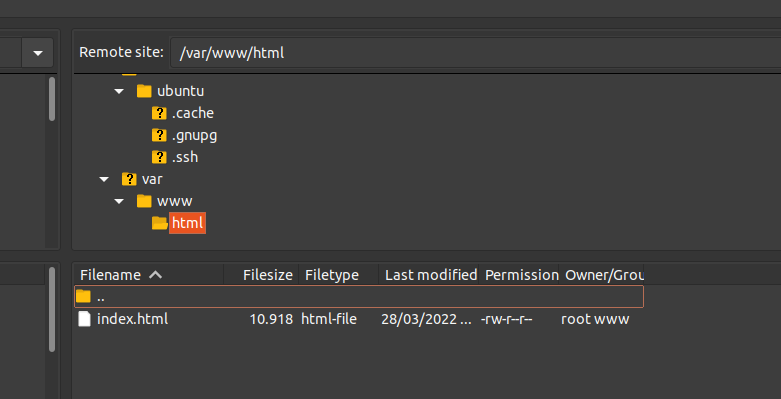 Remote site: /var/www/html
ubuntu
.cache
.gnupg
.ssh
var
www
html
Filename Filesize Filetype Last modified Permission Owner/Grou
..
index.html 10.918 html-file 28/03/2022 ... -rw-r--r-- root www